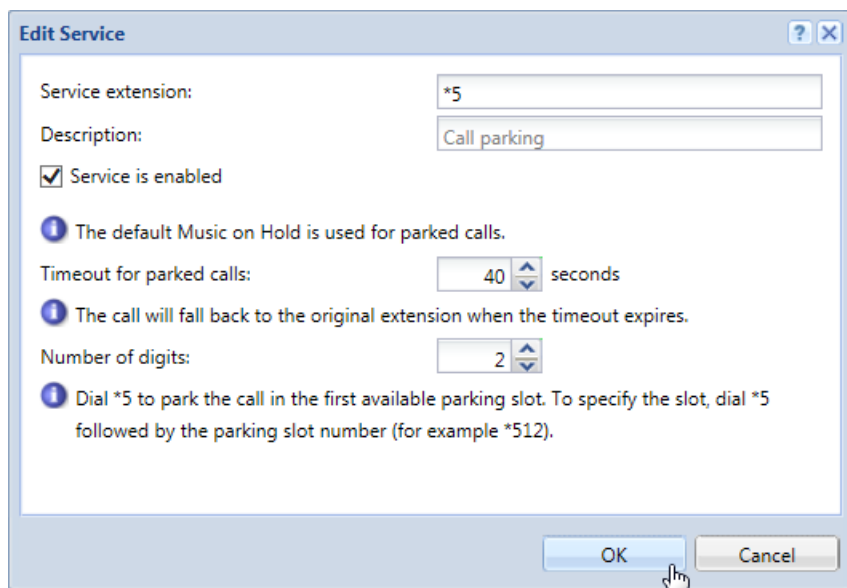 Edit Service
Service extension: *5
Description: Call parking
Service is enabled
The default Music on Hold is used for parked calls.
Timeout for parked calls: 40 seconds
The call will fall back to the original extension when the timeout expires.
Number of digits: 2
Dial *5 to park the call in the first available parking slot. To specify the slot, dial *5
followed by the parking slot number (for example *512).
OK Cancel